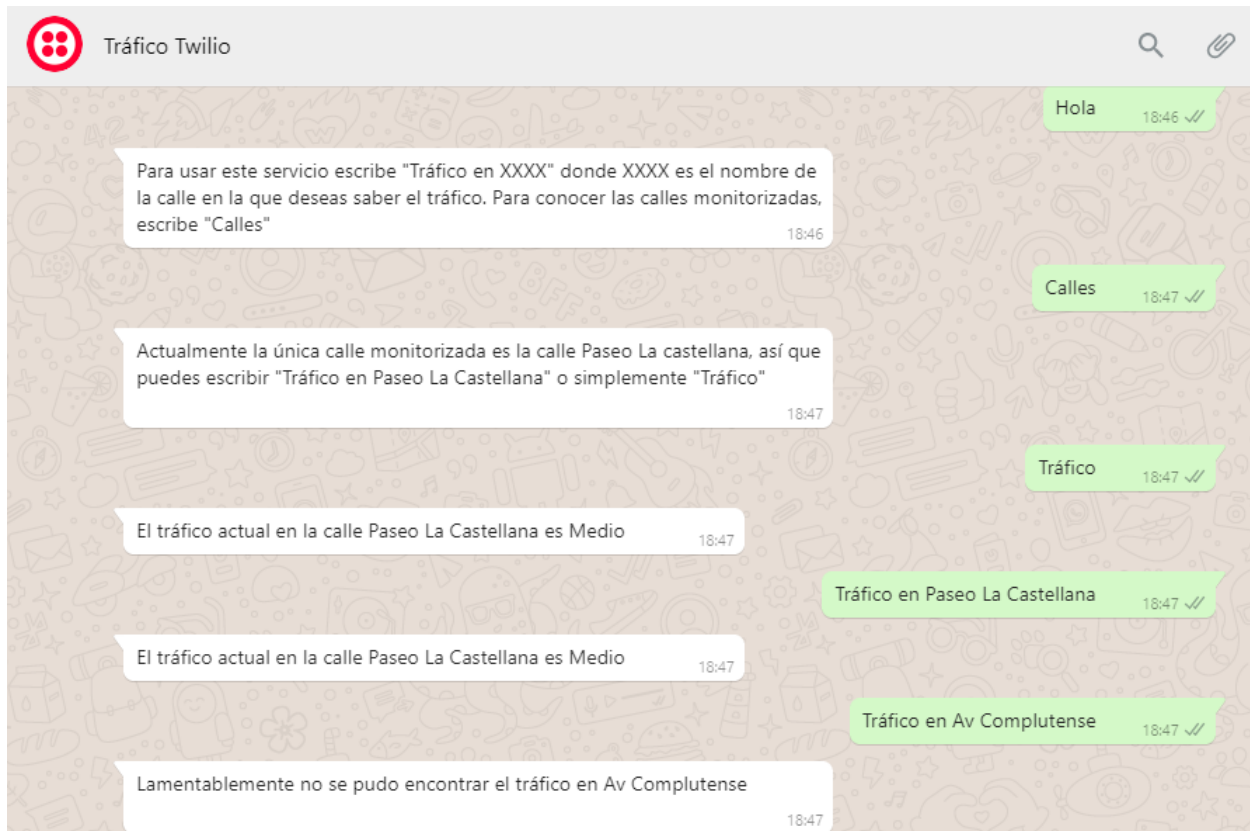 Tráfico Twilio
Hola
18:46
Para usar este servicio escribe "Tráfico en XXXX" donde XXXX es el nombre de
la calle en la que deseas saber el tráfico. Para conocer las calles monitorizadas,
escribe "Calles"
18:46
Calles
18:47
Actualmente la única calle monitorizada es la calle Paseo La castellana, así que
puedes escribir "Tráfico en Paseo La Castellana" o simplemente "Tráfico"
18:47
Tráfico
18:47
El tráfico actual en la calle Paseo La Castellana es Medio
18:47
Tráfico en Paseo La Castellana
18:47
El tráfico actual en la calle Paseo La Castellana es Medio
18:47
Tráfico en Av Complutense
18:47
Lamentablemente no se pudo encontrar el tráfico en Av Complutense
18:47